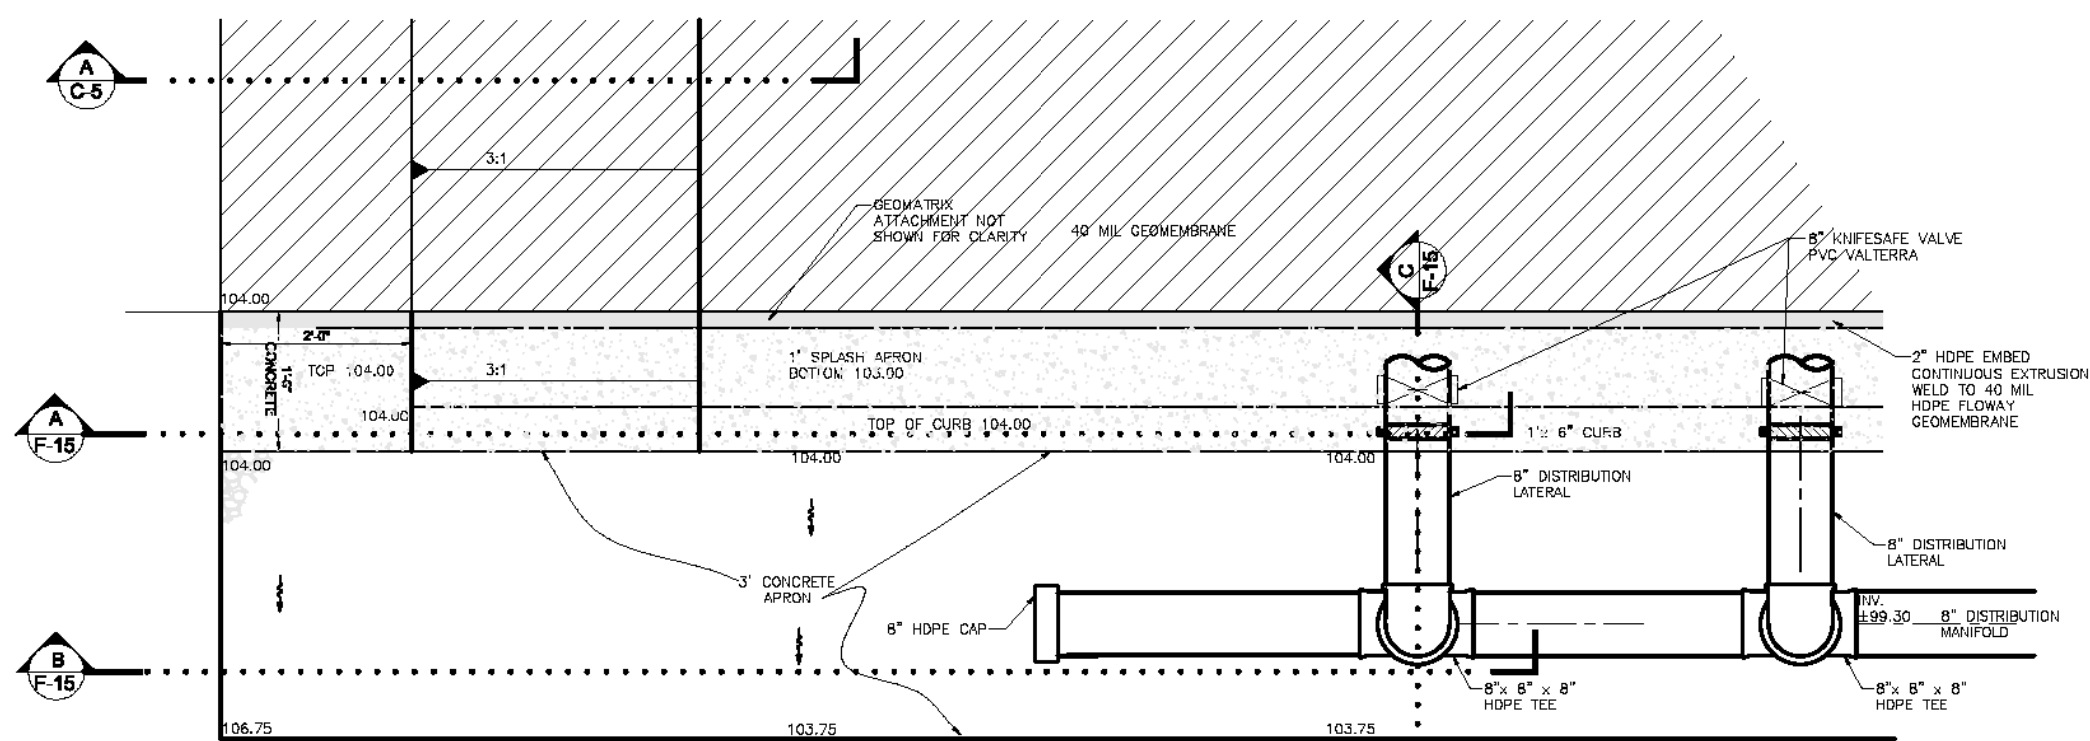 A
C-5
3:1
GEOMATRIX
ATTACHMENT NOT
SHOWN FOR CLARITY
40 MIL GEOMEMBRANE
C
F-15
8" KNIFESAFE VALVE
PVC VALTERRA
104.00
2'-0"
CONCRETE
TOP 104.00
3:1
1' SPLASH APRON
BOTTOM 103.00
2" HDPE EMBED
CONTINUOUS EXTRUSION
WELD TO 40 MIL
HDPE FLOWAY
GEOMEMBRANE
104.00
TOP OF CURB 104.00
A
F-15
6" CURB
104.00
104.00
104.00
8" DISTRIBUTION
LATERAL
8" DISTRIBUTION
LATERAL
3' CONCRETE
APRON
8" HDPE CAP
INV.
±99.30
8" DISTRIBUTION
MANIFOLD
B
F-15
8"x 8" x 8"
HDPE TEE
8"x 8" x 8"
HDPE TEE
106.75
103.75
103.75